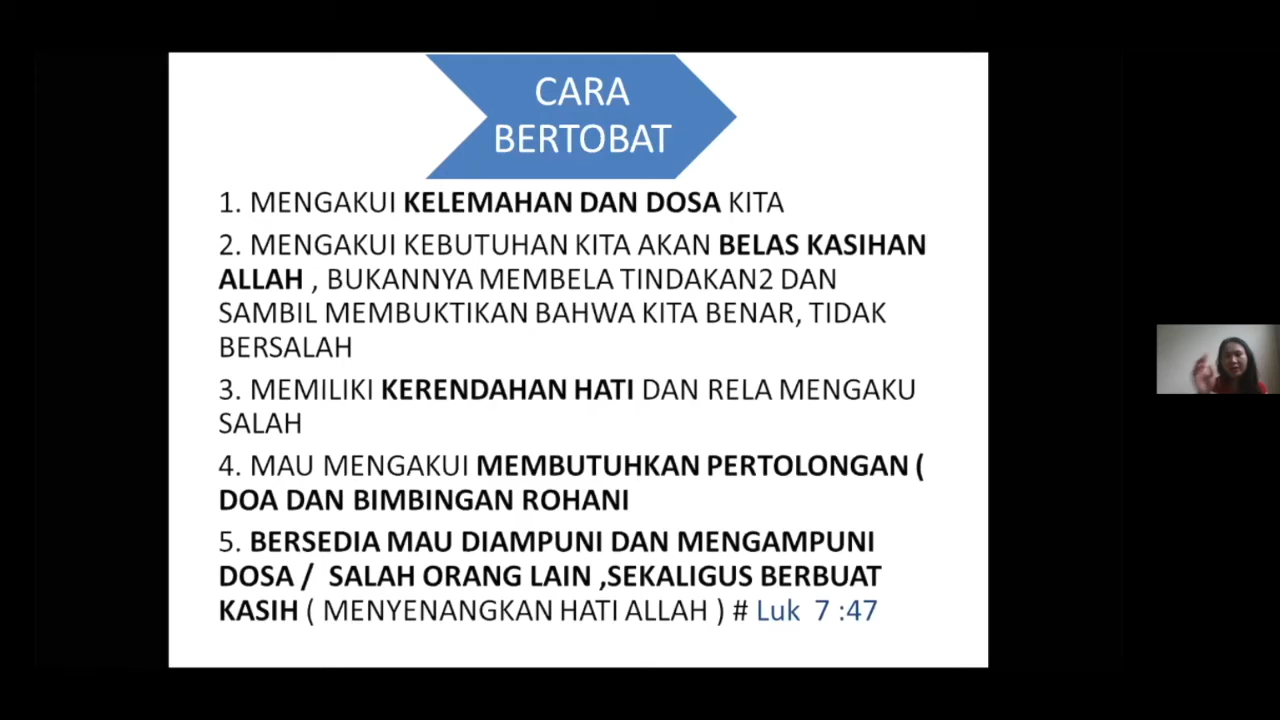 CARA
BERTOBAT
1. MENGAKUI KELEMAHAN DAN DOSA KITA
2. MENGAKUI KEBUTUHAN KITA AKAN BELAS KASIHAN
ALLAH , BUKANNYA MEMBELA TINDAKAN2 DAN
SAMBIL MEMBUKTIKAN BAHWA KITA BENAR, TIDAK
BERSALAH
3. MEMILIKI KERENDAHAN HATI DAN RELA MENGAKU
SALAH
4. MAU MENGAKUI MEMBUTUHKAN PERTOLONGAN (
DOA DAN BIMBINGAN ROHANI
5. BERSEDIA MAU DIAMPUNI DAN MENGAMPUNI
DOSA / SALAH ORANG LAIN ,SEKALIGUS BERBUAT
KASIH ( MENYENANGKAN HATI ALLAH ) # Luk 7 :47